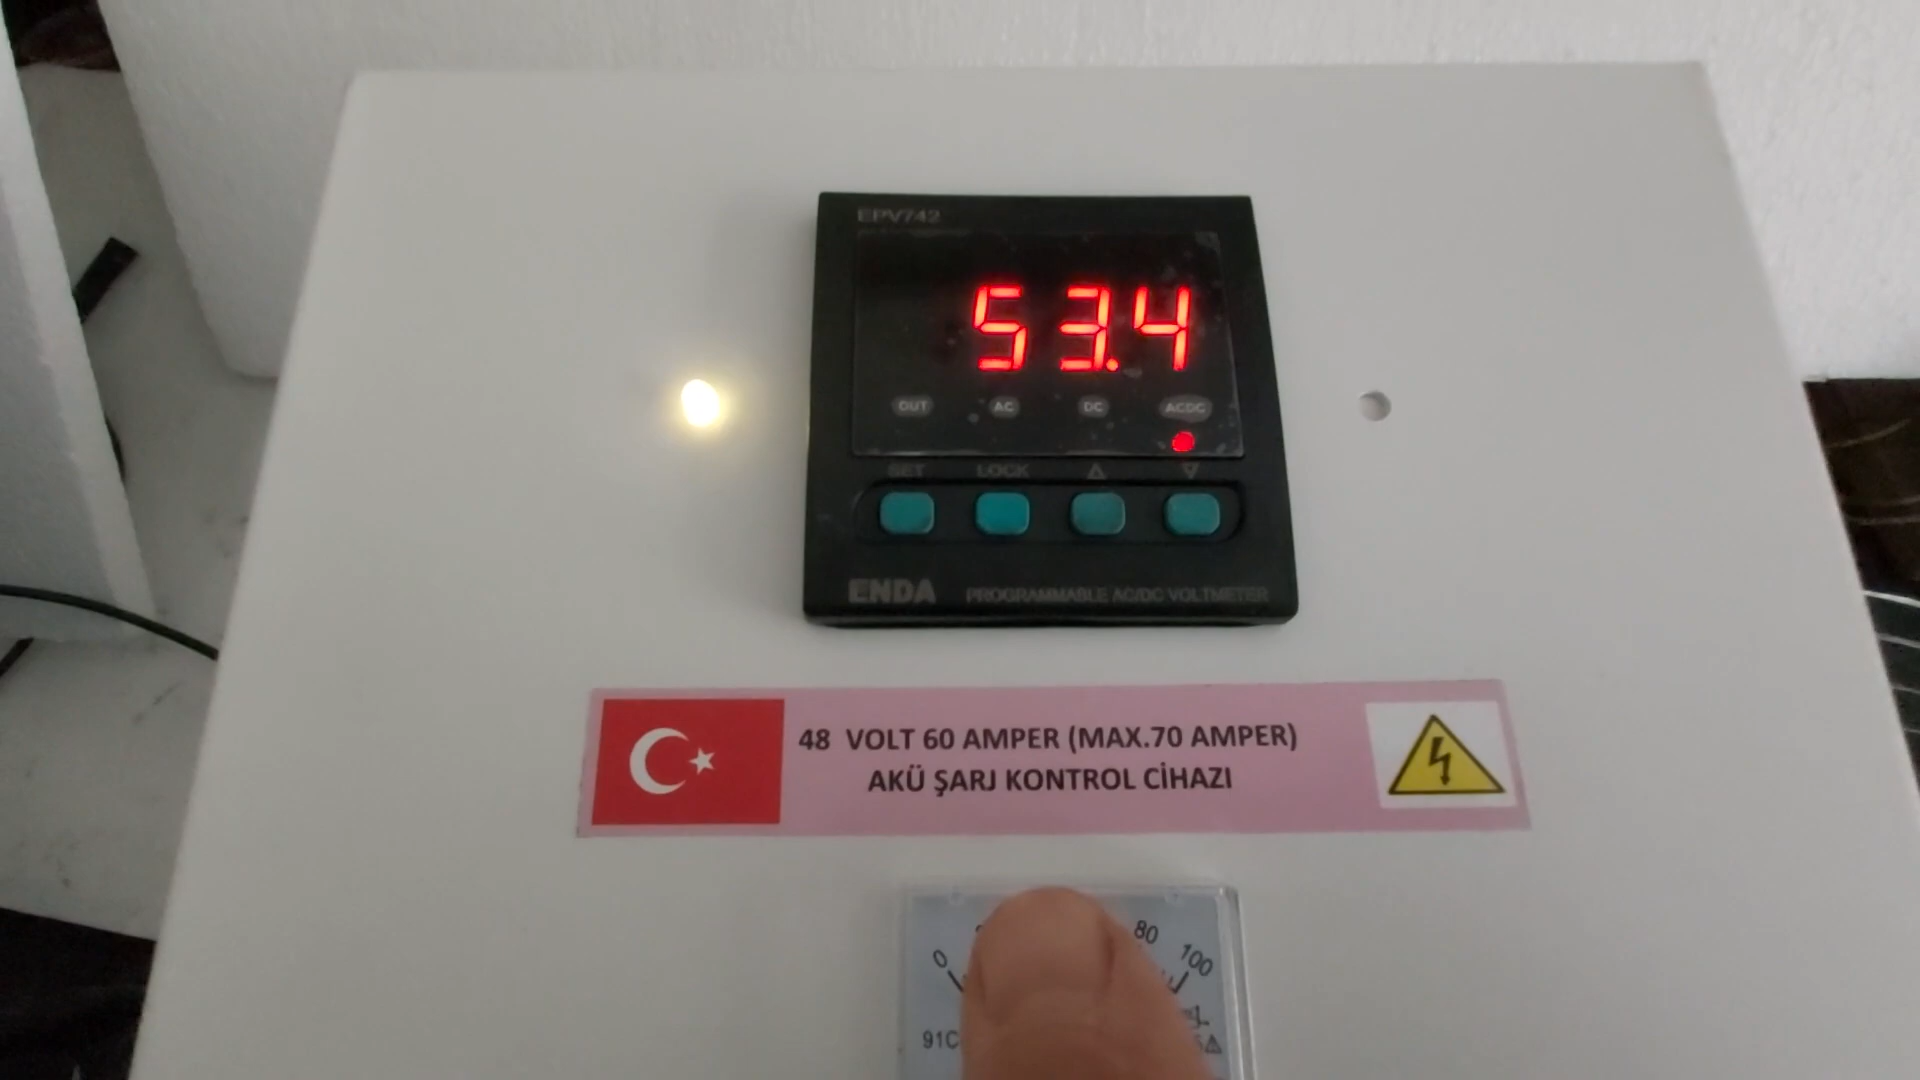 EPV742
53.4
OUT AC DC ACDC
SET LOCK
ENDA PROGRAMMABLE AC/DC VOLTMETER
48 VOLT 60 AMPER (MAX.70 AMPER)
AKÜ ŞARJ KONTROL CİHAZI
0 80 100
91C